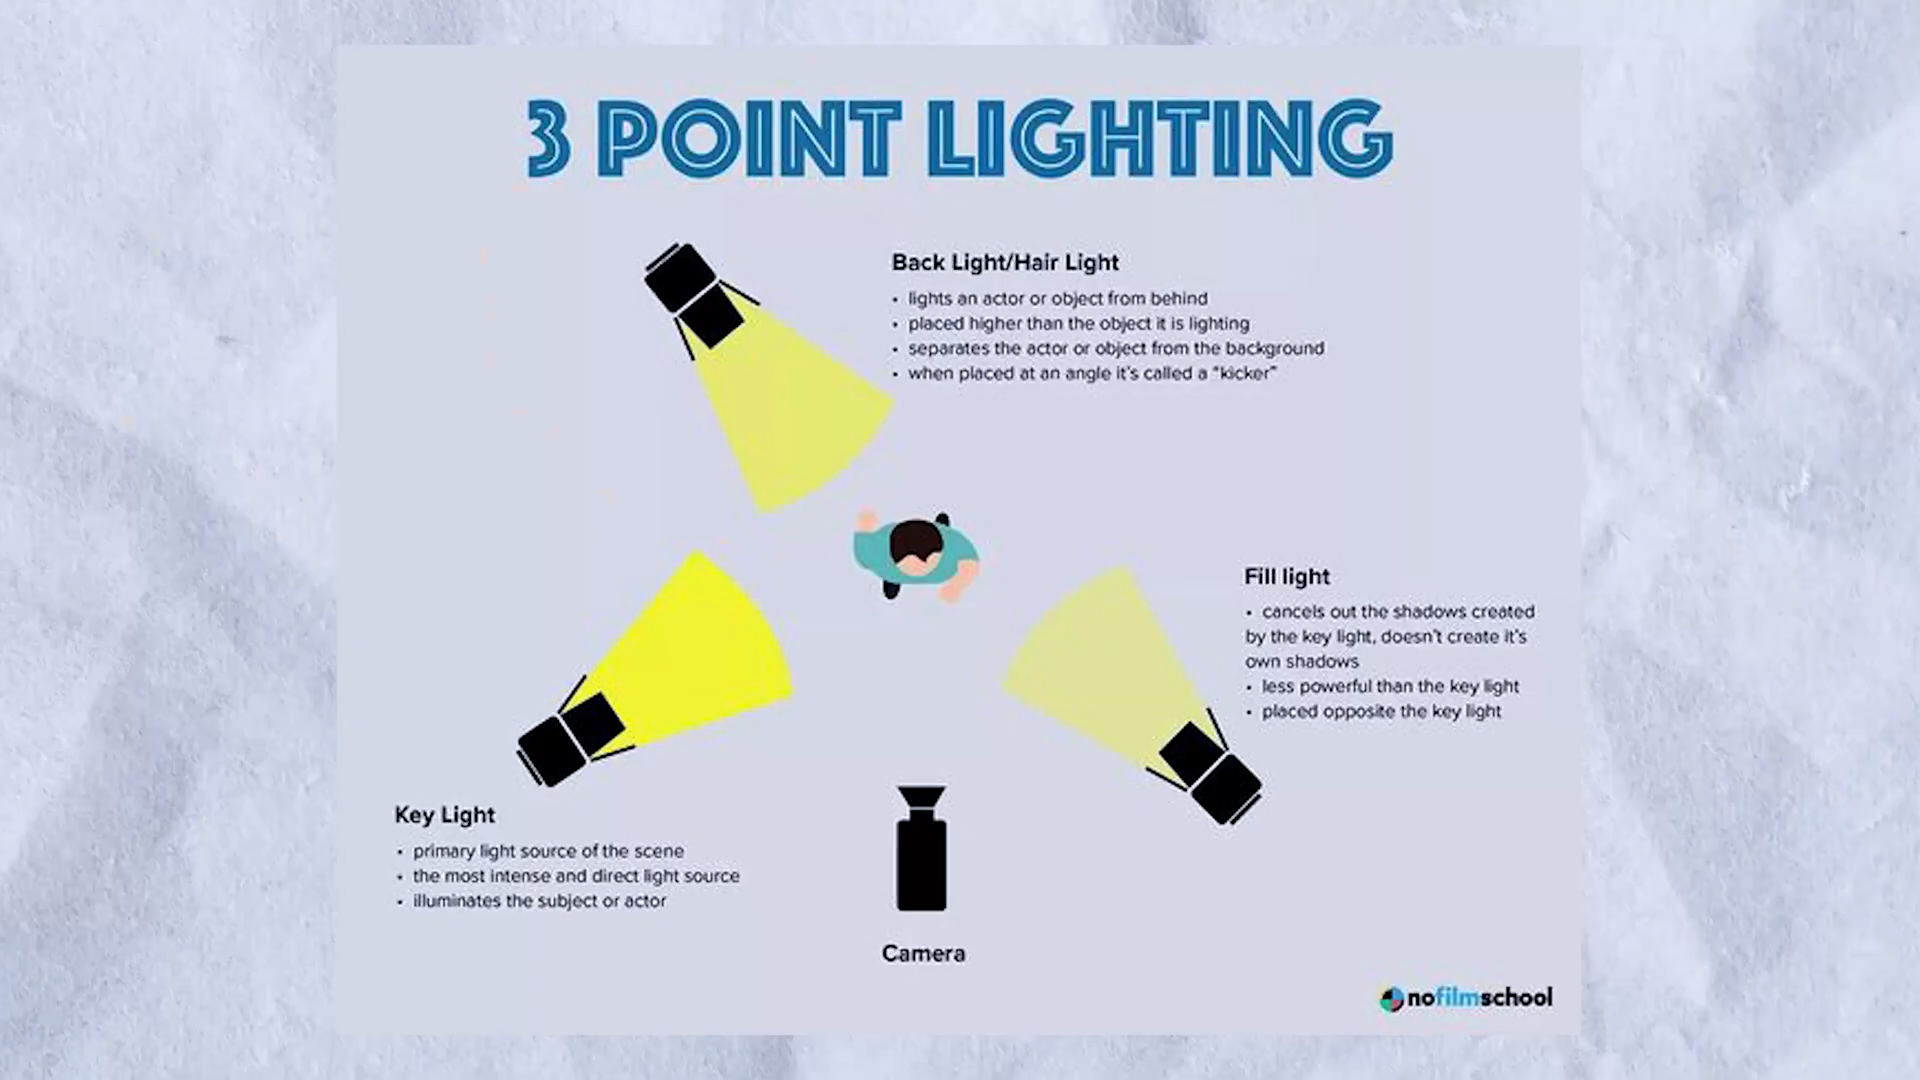 3 POINT LIGHTING
Back Light/Hair Light
• lights an actor or object from behind
• placed higher than the object it is lighting
• separates the actor or object from the background
• when placed at an angle it's called a "kicker"
Fill light
• cancels out the shadows created
by the key light, doesn't create it's
own shadows
• less powerful than the key light
• placed opposite the key light
Key Light
• primary light source of the scene
• the most intense and direct light source
• illuminates the subject or actor
Camera
nofilmschool